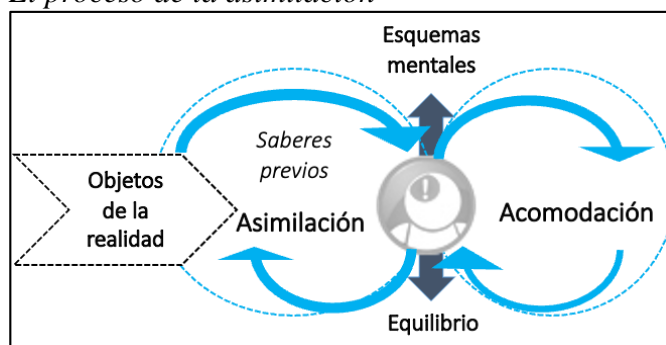 El proceso de la asimilación
Esquemas
mentales
Saberes
previos
Objetos
de la
realidad
Asimilación
Acomodación
Equilibrio